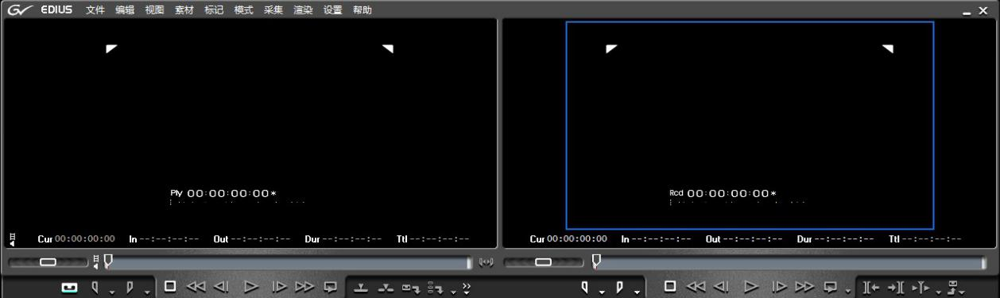 EDIUS 文件 编辑 视图 素材 标记 模式 采集 渲染 设置 帮助
Ply 00:00:00:00*
Rcd 00:00:00:00*
Cur 00:00:00:00 In --:--:--:-- Out --:--:--:-- Dur --:--:--:-- Ttl --:--:--:--
Cur 00:00:00:00 In --:--:--:-- Out --:--:--:-- Dur --:--:--:-- Ttl --:--:--:--